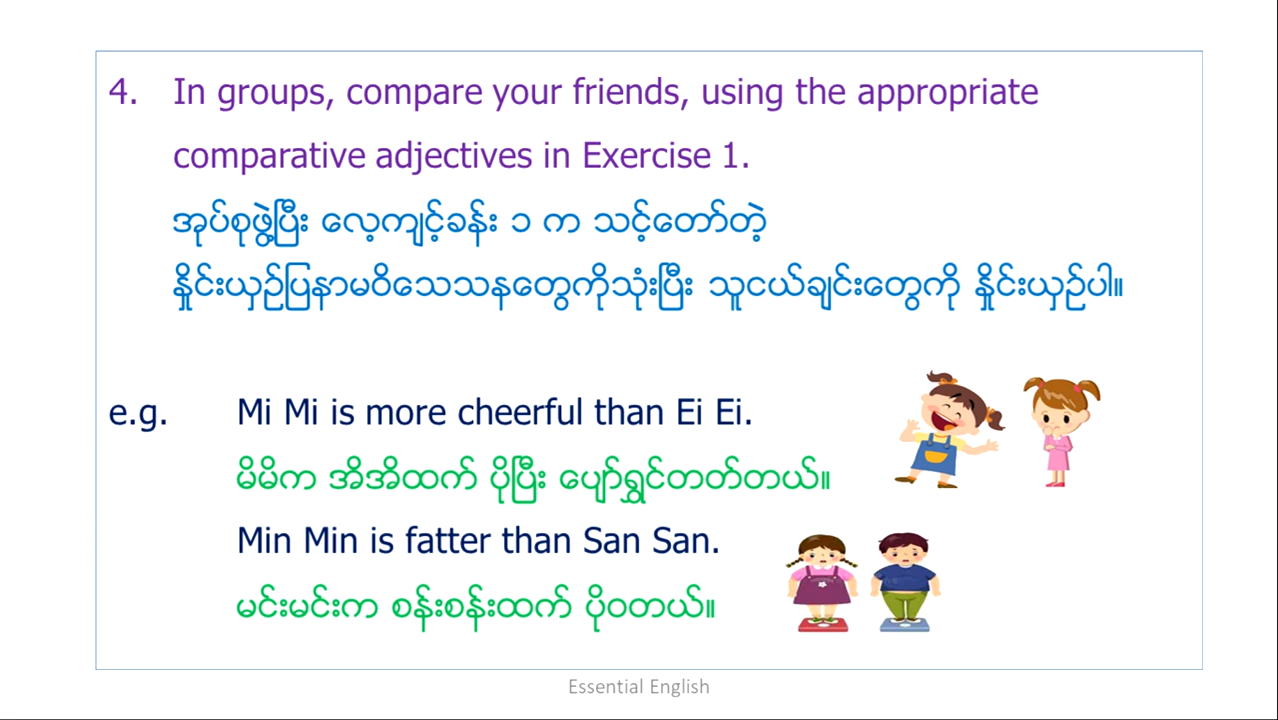 4. In groups, compare your friends, using the appropriate
comparative adjectives in Exercise 1.
အုပ်စုဖွဲ့ပြီး လေ့ကျင့်ခန်း ၁ က သင့်တော်တဲ့
နှိုင်းယှဉ်ပြနာမဝိသေသနတွေကိုသုံးပြီး သူငယ်ချင်းတွေကို နှိုင်းယှဉ်ပါ။
e.g. Mi Mi is more cheerful than Ei Ei.
မိမိက အိအိထက် ပိုပြီး ပျော်ရွှင်တတ်တယ်။
Min Min is fatter than San San.
မင်းမင်းက စန်းစန်းထက် ပိုဝတယ်။
Essential English